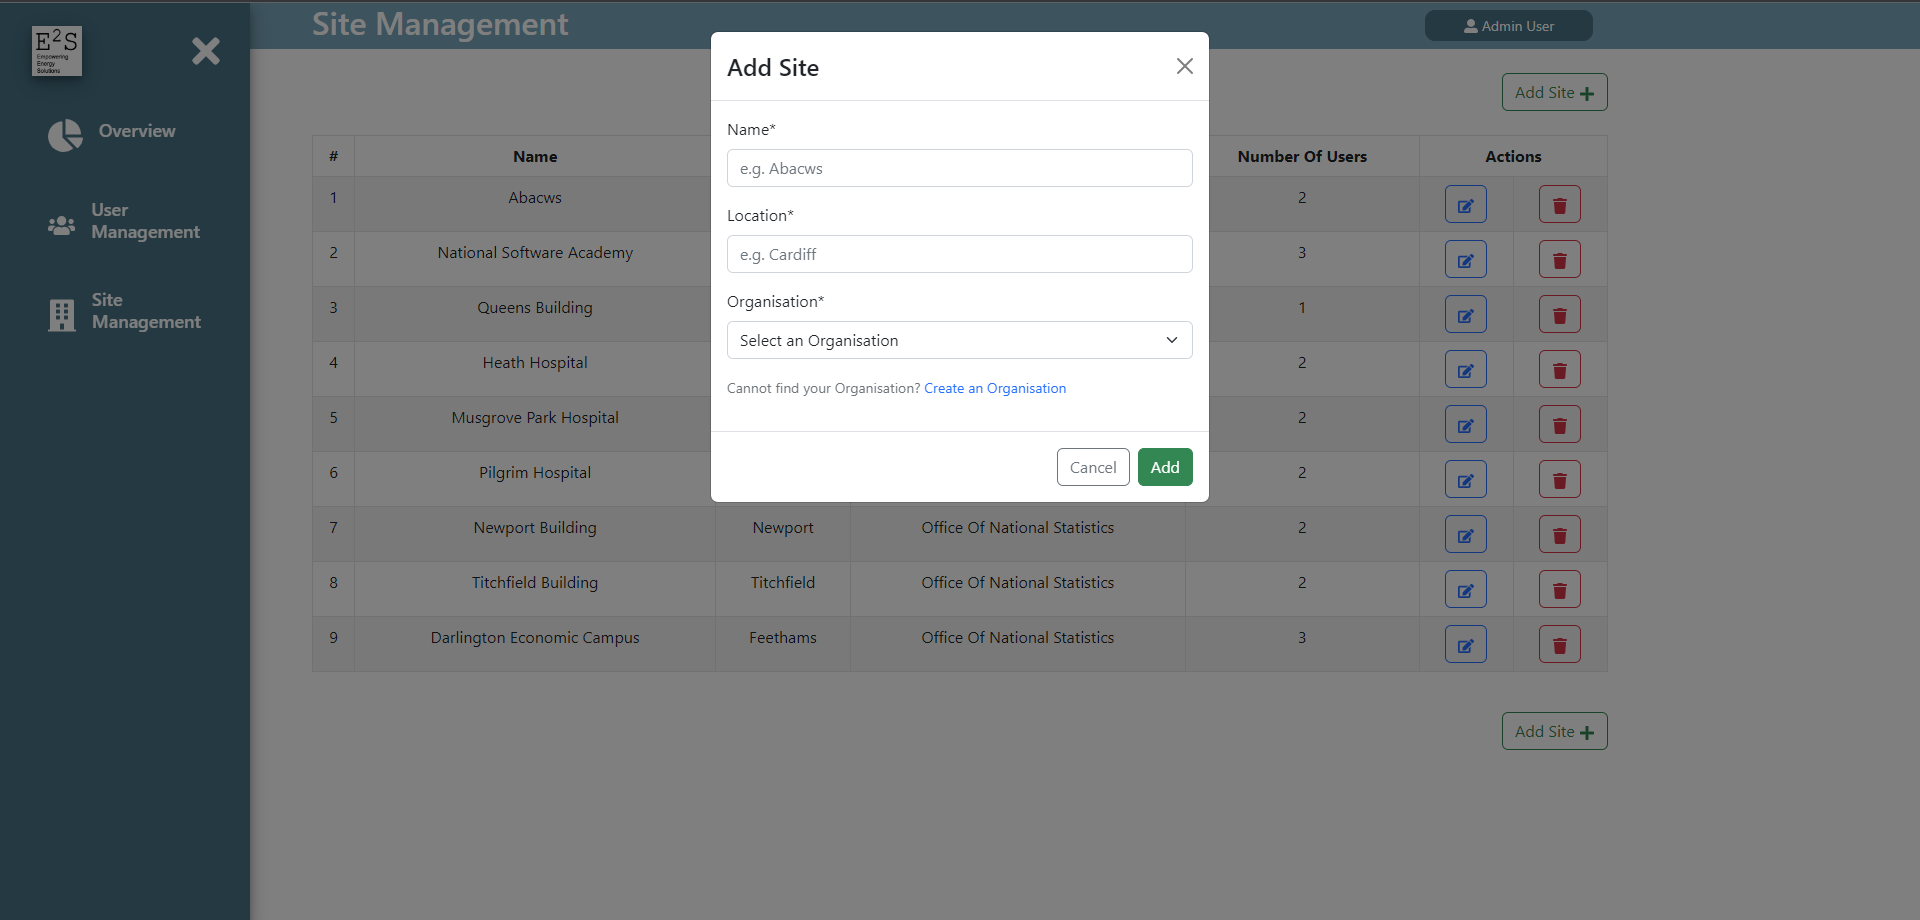 E²S
Empowering
Energy
Solutions
Overview
User
Management
Site
Management
Site Management
Admin User
Add Site
# Name Number Of Users Actions
1 Abacws 2
2 National Software Academy 3
3 Queens Building 1
4 Heath Hospital 2
5 Musgrove Park Hospital 2
6 Pilgrim Hospital 2
7 Newport Building Newport Office Of National Statistics 2
8 Titchfield Building Titchfield Office Of National Statistics 2
9 Darlington Economic Campus Feethams Office Of National Statistics 3
Add Site
Add Site
Name*
e.g. Abacws
Location*
e.g. Cardiff
Organisation*
Select an Organisation
Cannot find your Organisation? Create an Organisation
Cancel Add